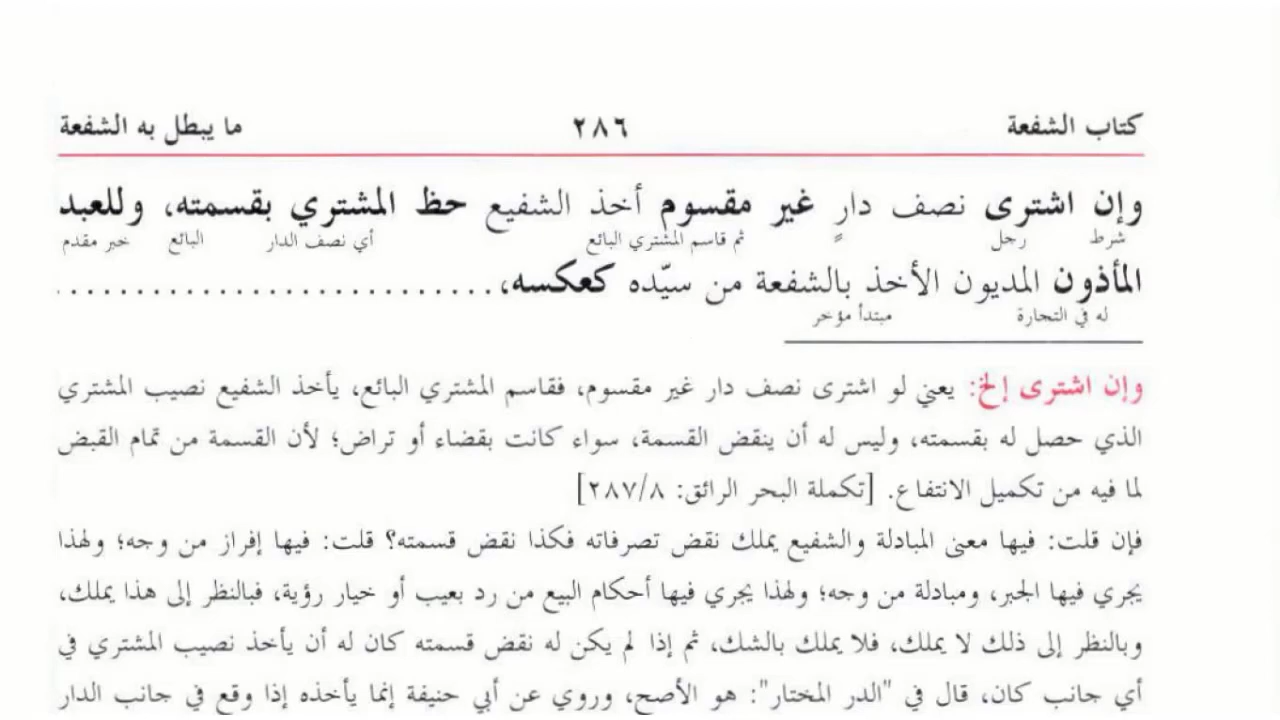 كتاب الشفعة ٢٨٦ ما يبطل به الشفعة
وإن اشترى نصف دارٍ غير مقسوم أخذ الشفيع حظ المشتري بقسمته، وللعبد
شرط رجل ثم قاسم المشتري البائع أي نصف الدار البائع خبر مقدم
المأذون المديون الأخذ بالشفعة من سيّده كعكسه، ..........................
له في التجارة مبتدأ مؤخر
وإن اشترى إلخ: يعني لو اشترى نصف دار غير مقسوم، فقاسم المشتري البائع، يأخذ الشفيع نصيب المشتري
الذي حصل له بقسمته، وليس له أن ينقض القسمة، سواء كانت بقضاء أو تراض؛ لأن القسمة من تمام القبض
لما فيه من تكميل الانتفاع. [تكملة البحر الرائق: ٢٨٧/٨]
فإن قلت: فيها معنى المبادلة والشفيع يملك نقض تصرفاته فكذا نقض قسمته؟ قلت: فيها إفراز من وجه؛ ولهذا
يجري فيها الجبر، ومبادلة من وجه؛ ولهذا يجري فيها أحكام البيع من رد بعيب أو خيار رؤية، فبالنظر إلى هذا يملك،
وبالنظر إلى ذلك لا يملك، فلا يملك بالشك، ثم إذا لم يكن له نقض قسمته كان له أن يأخذ نصيب المشتري في
أي جانب كان، قال في "الدر المختار": هو الأصح، وروي عن أبي حنيفة إنما يأخذه إذا وقع في جانب الدار